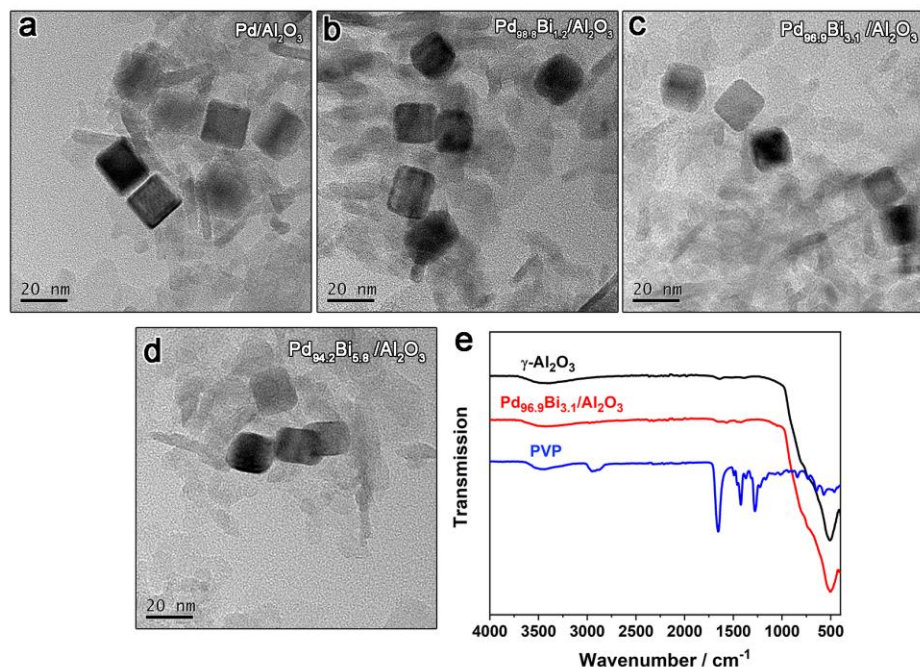 a
Pd/Al₂O₃
20 nm
b
Pd₉₈.₈Bi₁.₂/Al₂O₃
20 nm
c
Pd₉₆.₉Bi₃.₁ /Al₂O₃
20 nm
d
Pd₉₄.₂Bi₅.₈ /Al₂O₃
20 nm
e
γ-Al₂O₃
Pd₉₆.₉Bi₃.₁/Al₂O₃
PVP
Transmission
4000 3500 3000 2500 2000 1500 1000 500
Wavenumber / cm⁻¹